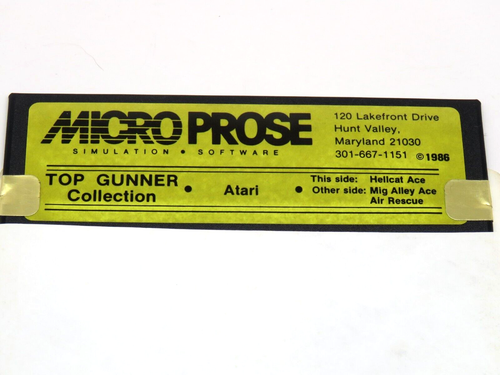 MICRO PROSE
SIMULATION • SOFTWARE
120 Lakefront Drive
Hunt Valley,
Maryland 21030
301-667-1151 ©1986
TOP GUNNER
Collection
• Atari •
This side: Hellcat Ace
Other side: Mig Alley Ace
Air Rescue